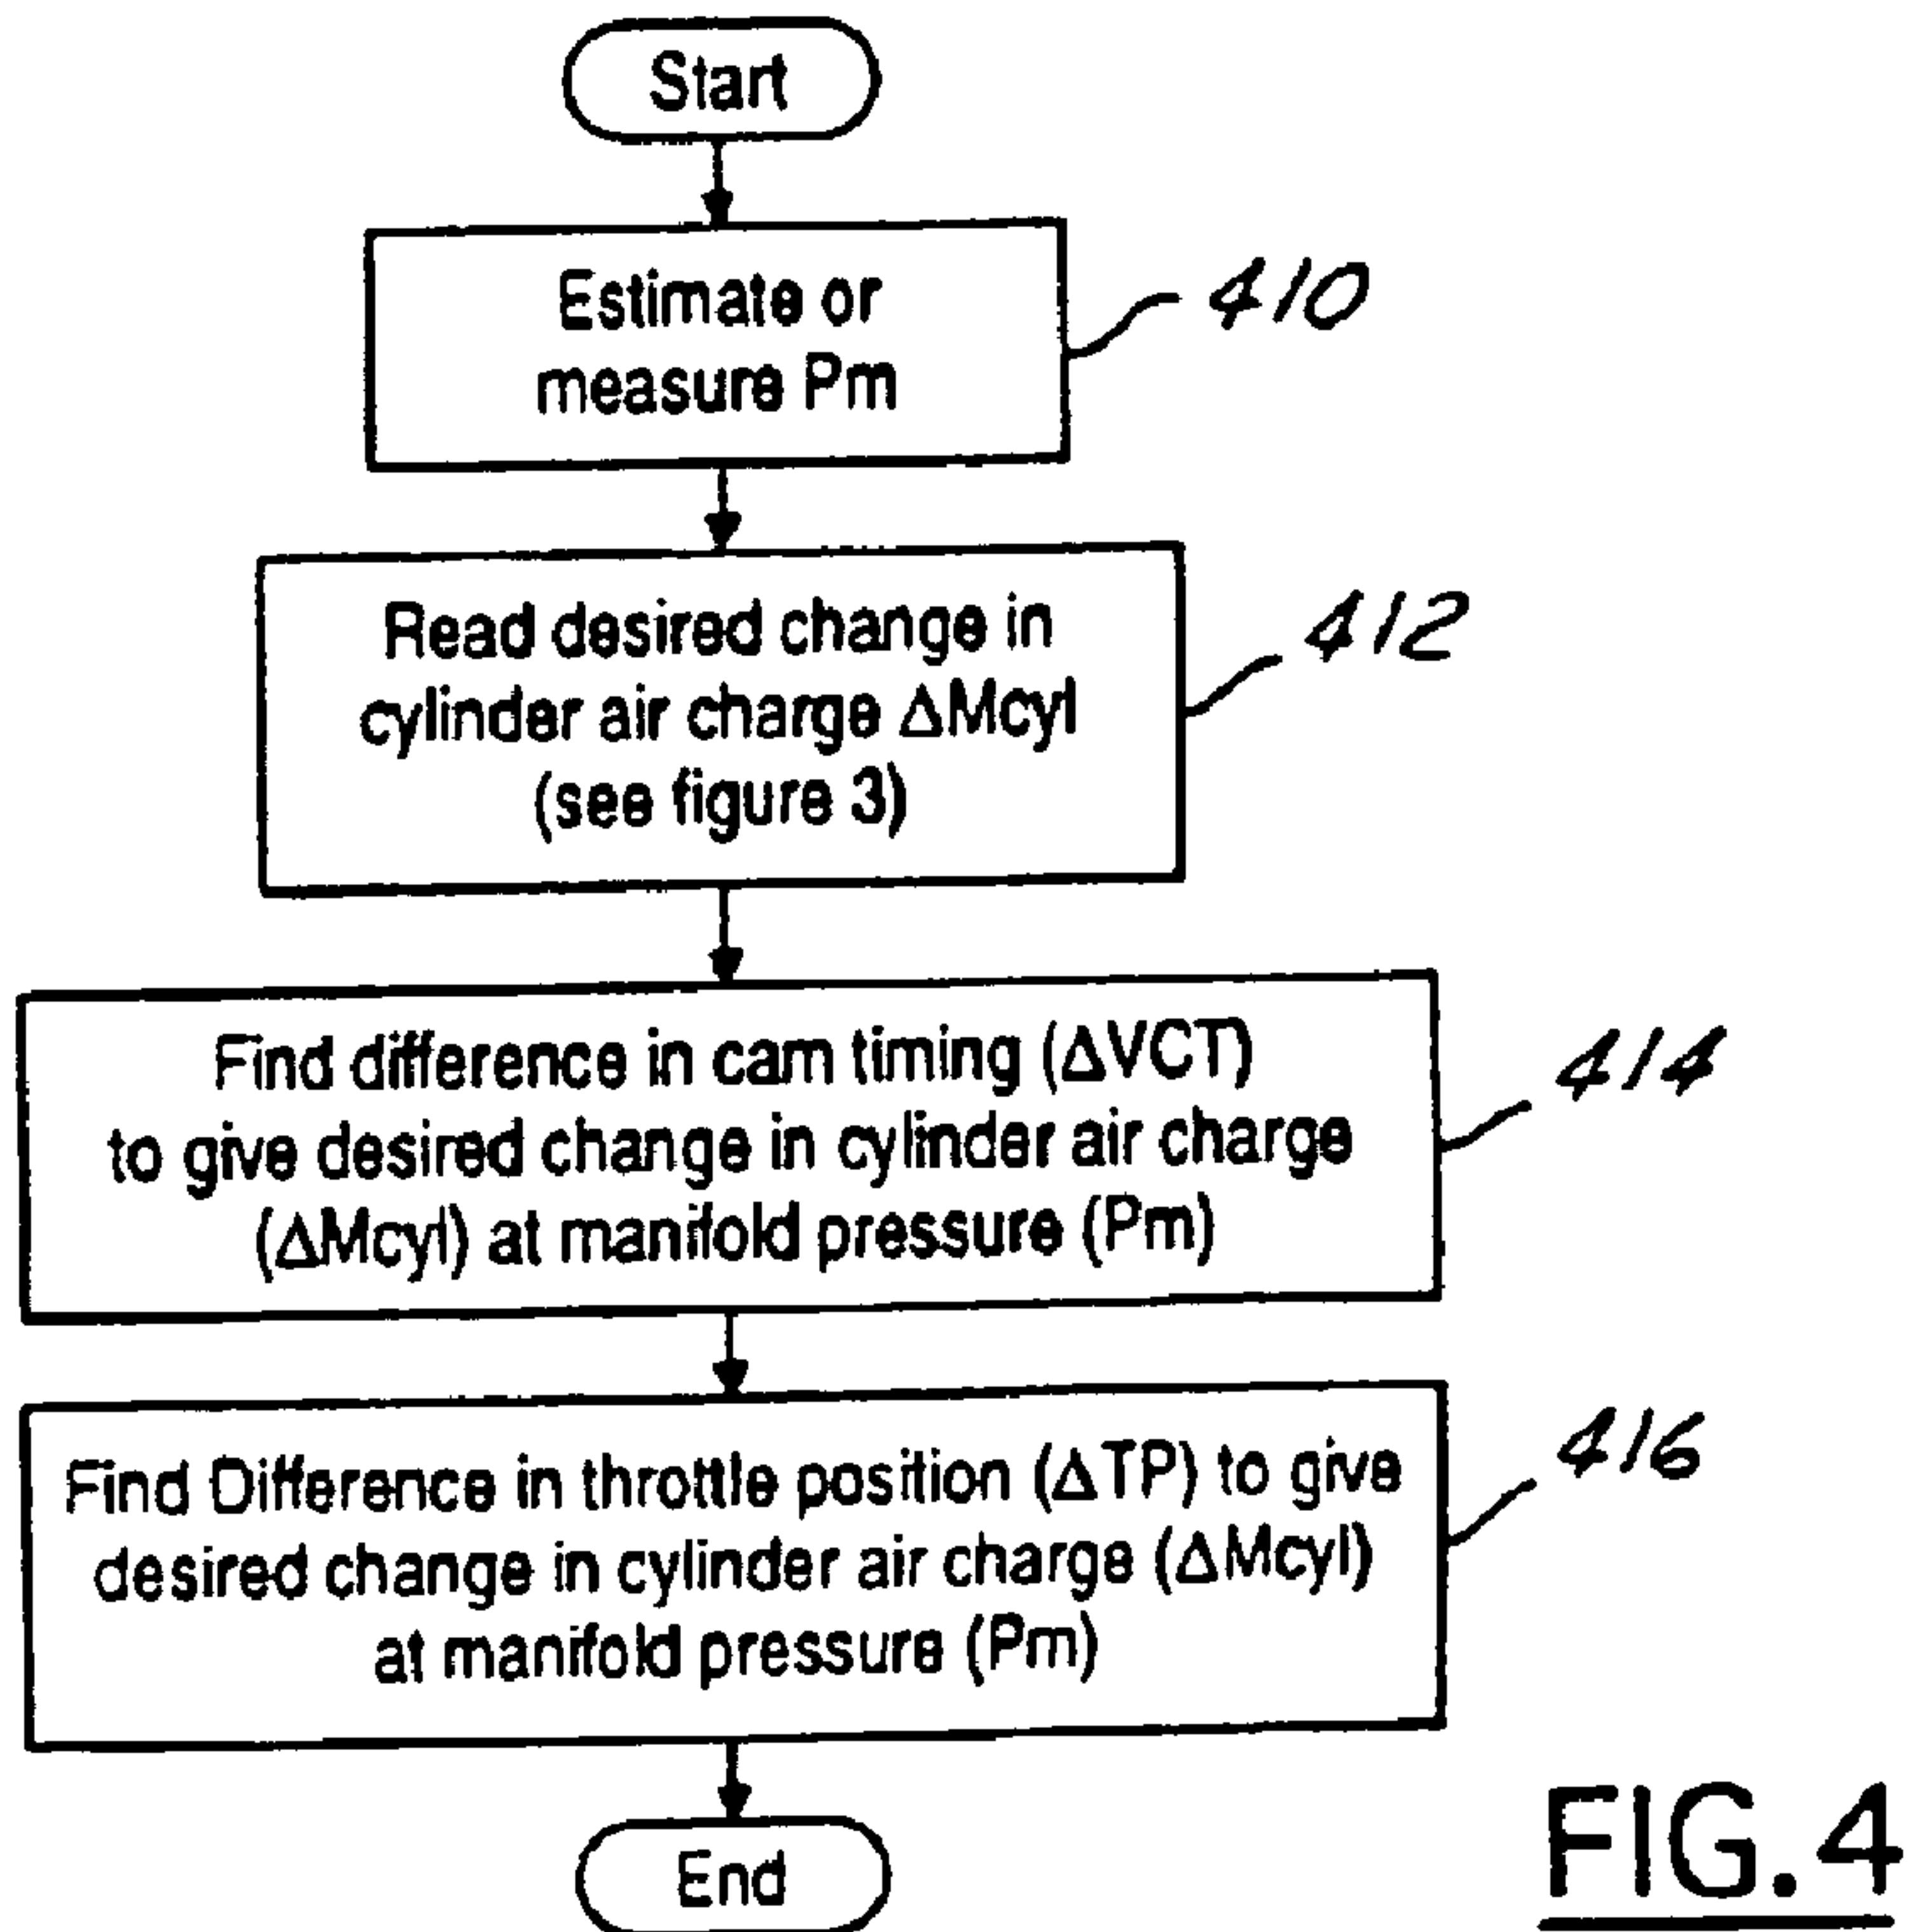 Start
Estimate or
measure Pm
410
Read desired change in
cylinder air charge ΔMcyl
(see figure 3)
412
Find difference in cam timing (ΔVCT)
to give desired change in cylinder air charge
(ΔMcyl) at manifold pressure (Pm)
414
Find Difference in throttle position (ΔTP) to give
desired change in cylinder air charge (ΔMcyl)
at manifold pressure (Pm)
416
End
FIG.4